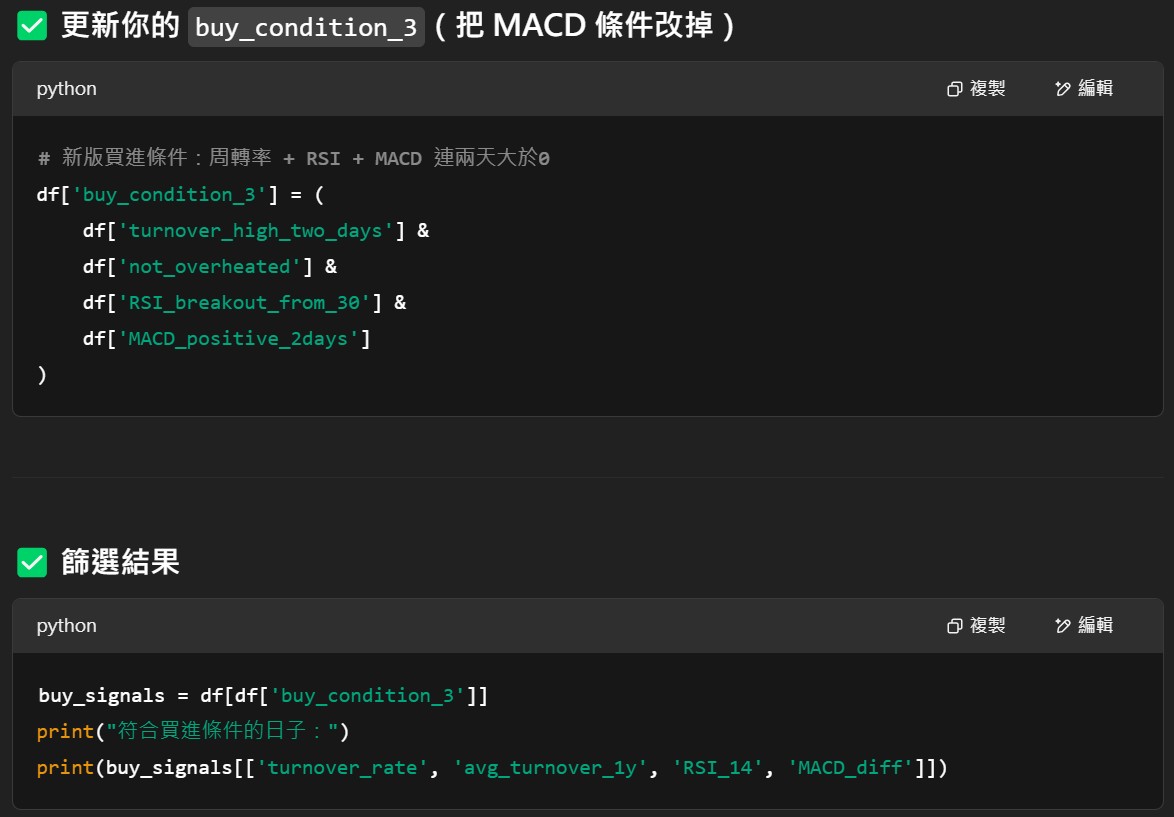 ✅ 更新你的 buy_condition_3（把 MACD 條件改掉）
python
複製
編輯
# 新版買進條件：周轉率 + RSI + MACD 連兩天大於0
df['buy_condition_3'] = (
    df['turnover_high_two_days'] &
    df['not_overheated'] &
    df['RSI_breakout_from_30'] &
    df['MACD_positive_2days']
)
✅ 篩選結果
python
複製
編輯
buy_signals = df[df['buy_condition_3']]
print("符合買進條件的日子：")
print(buy_signals[['turnover_rate', 'avg_turnover_1y', 'RSI_14', 'MACD_diff']])